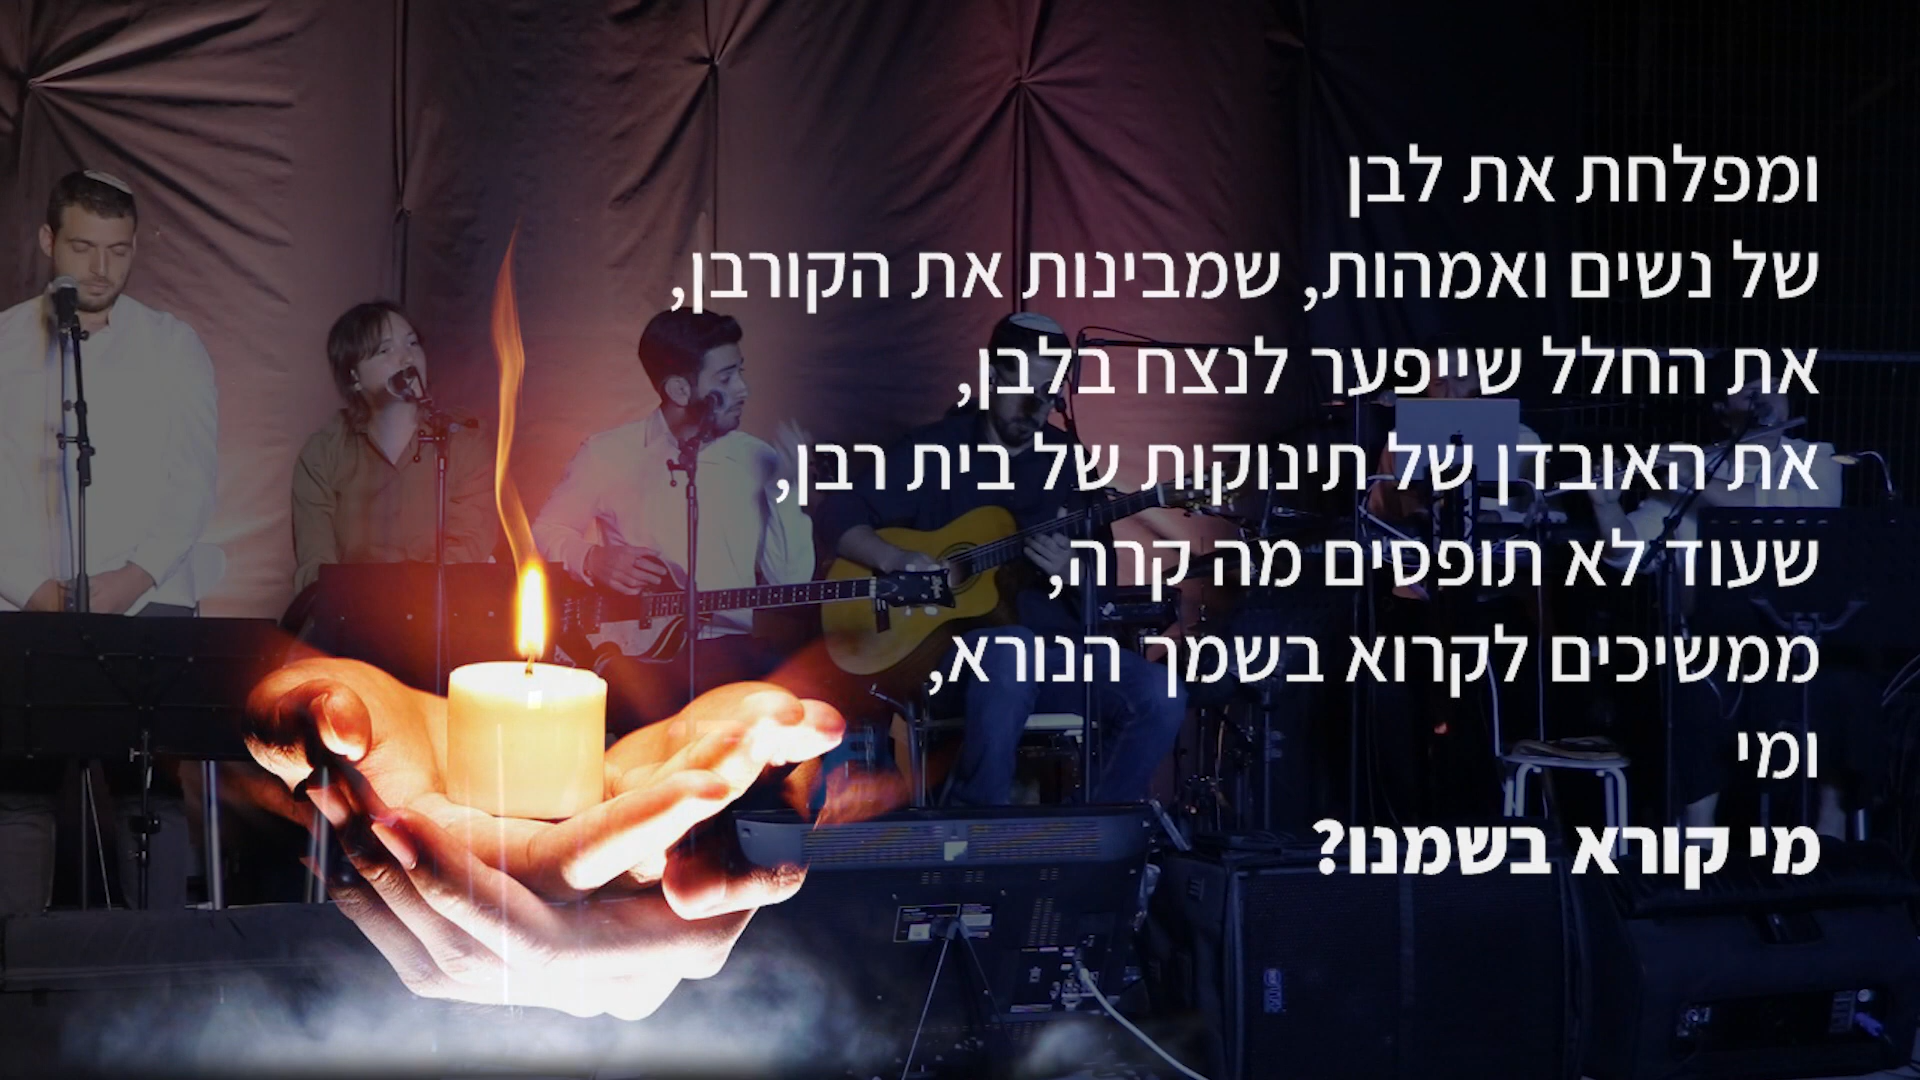 ומפלחת את לבן
של נשים ואמהות, שמבינות את הקורבן,
את החלל שייפער לנצח בלבן,
את האובדן של תינוקות של בית רבן,
שעוד לא תופסים מה קרה,
ממשיכים לקרוא בשמך הנורא,
ומי
מי קורא בשמנו?